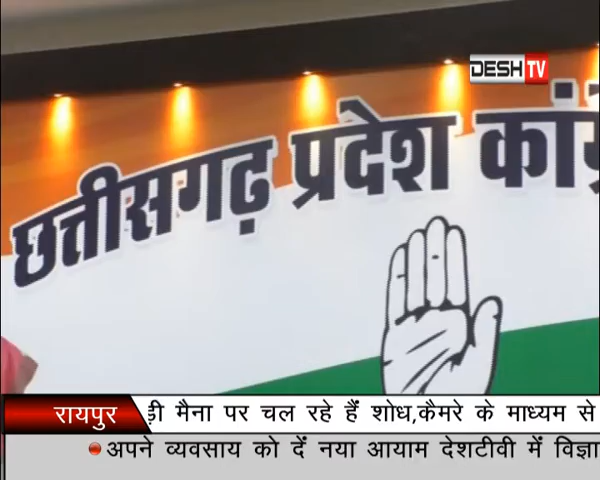 DESH TV
छत्तीसगढ़ प्रदेश
रायपुर
मैना पर चल रहे हैं शोध,कैमरे के माध्यम से
अपने व्यवसाय को दें नया आयाम देशटीवी में